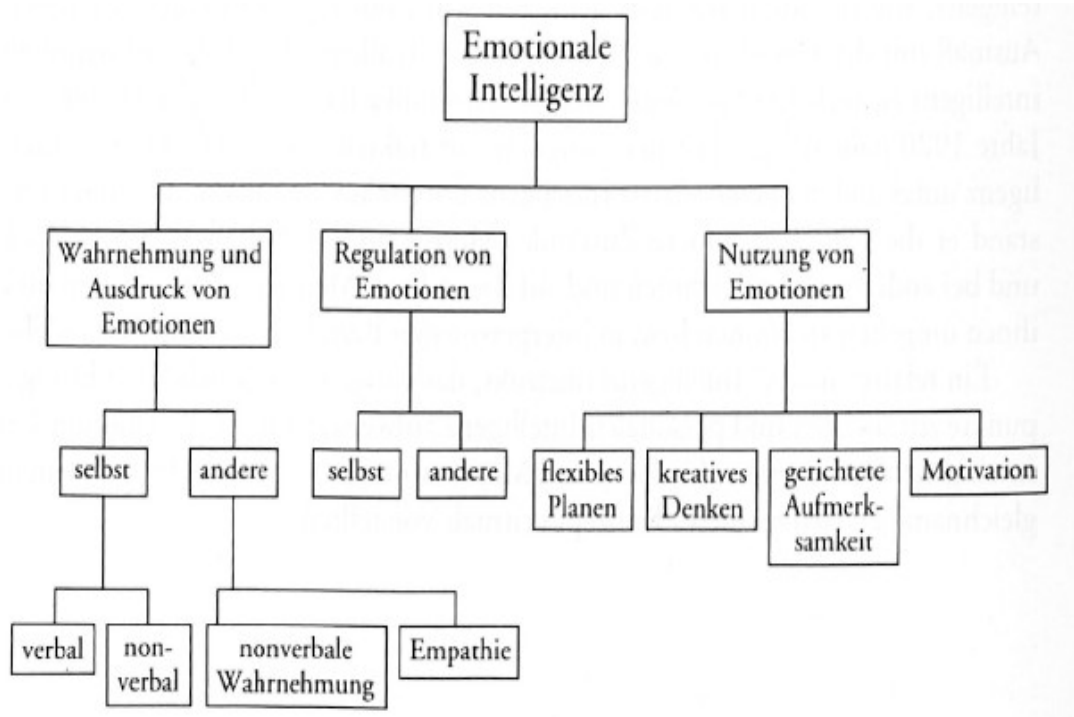 Emotionale
Intelligenz
Wahrnehmung und
Ausdruck von
Emotionen
Regulation von
Emotionen
Nutzung von
Emotionen
selbst
andere
selbst
andere
flexibles
Planen
kreatives
Denken
gerichtete
Aufmerk-
samkeit
Motivation
verbal
non-
verbal
nonverbale
Wahrnehmung
Empathie